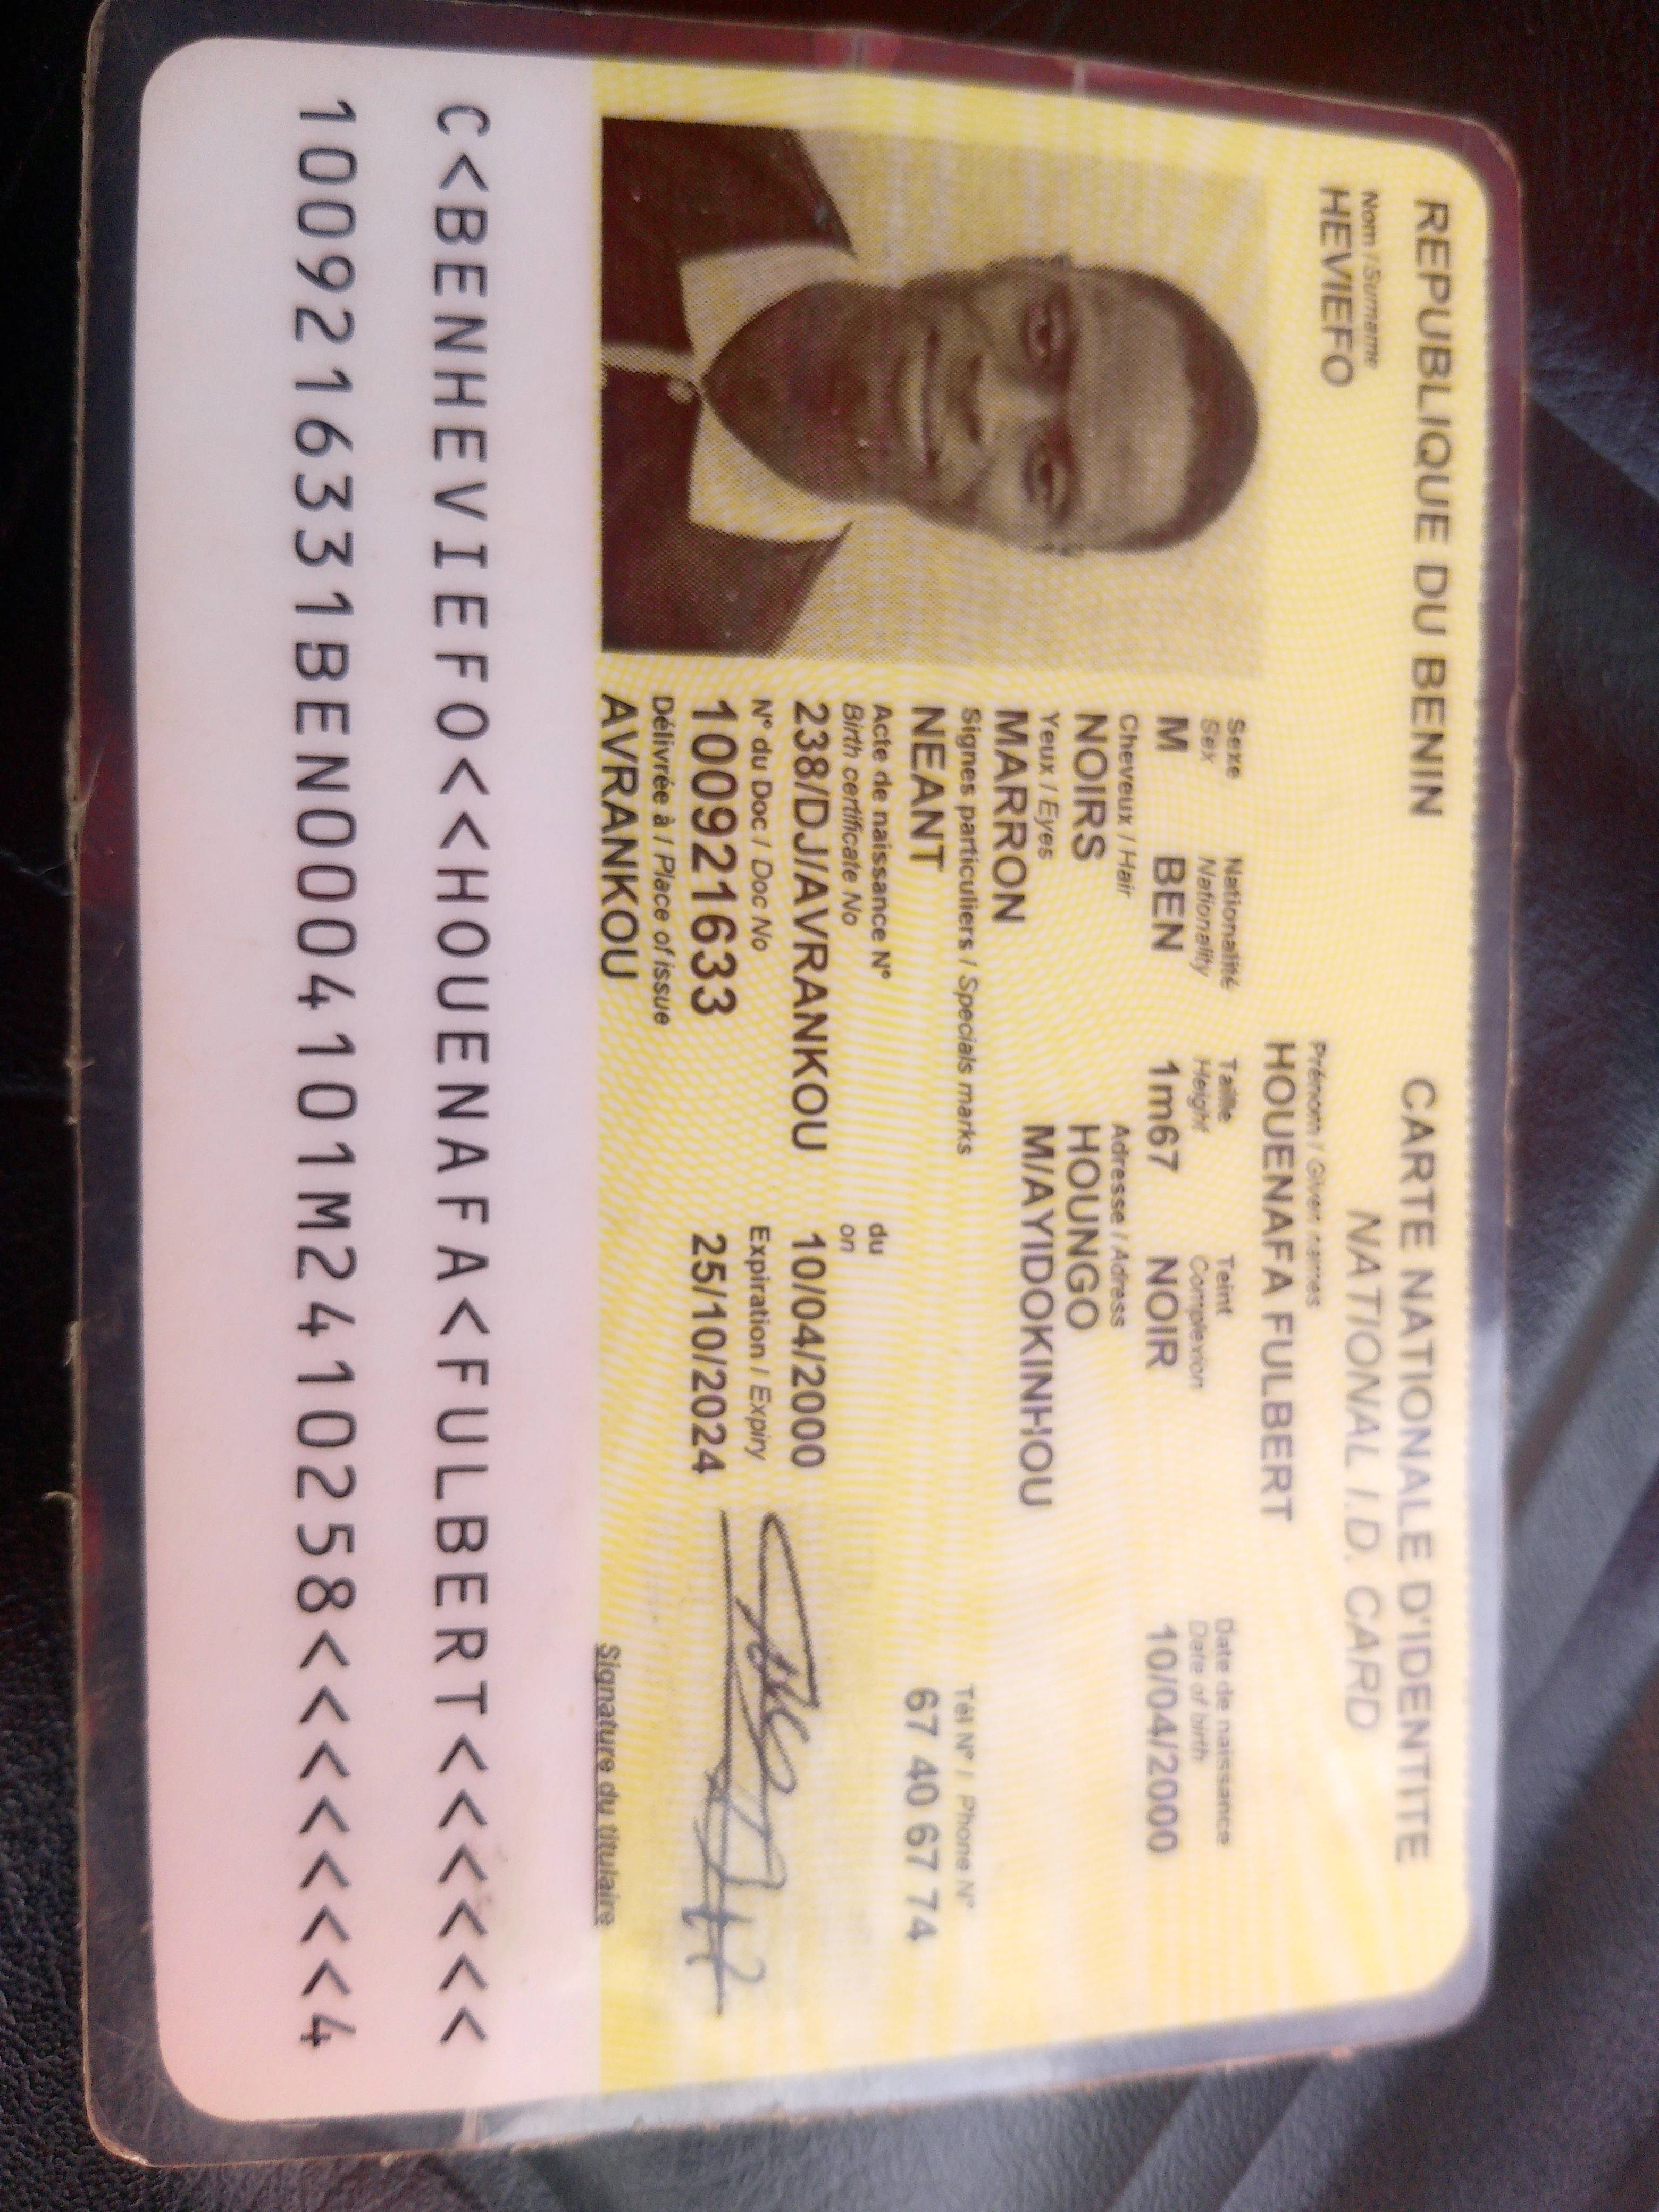 REPUBLIQUE DU BENIN
CARTE NATIONALE D'IDENTITE
NATIONAL I.D. CARD
Nom / Surname
HEVIEFO
Prénom / Given names
HOUENAFA FULBERT
Sexe Nationalité Taille Teint Date de naissance
Sex Nationality Height Complexion Date of birth
M BEN 1m67 NOIR 10/04/2000
Cheveux / Hair Adresse / Adress
NOIRS HOUNGO
Yeux / Eyes M/AYIDOKINHOU
MARRON
Signes particuliers / Specials marks Tél N° / Phone N°
NEANT 67 40 67 74
Acte de naissance N° du
Birth certificate No on
238/DJ/AVRANKOU 10/04/2000
N° du Doc / Doc No Expiration / Expiry
100921633 25/10/2024
Délivrée à / Place of issue
AVRANKOU Signature du titulaire
C<BENHEVIEFO<<HOUENAFA<FULBERT<<<<<<
1009216331BEN0004101M2410258<<<<<<<4